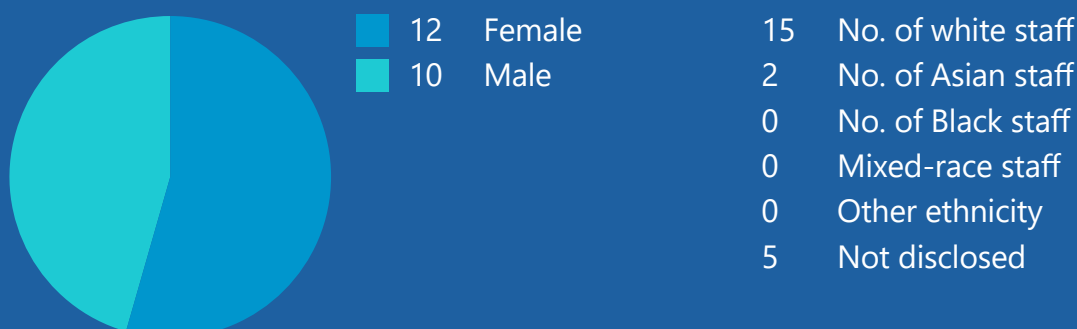 12 Female
10 Male
15 No. of white staff
2 No. of Asian staff
0 No. of Black staff
0 Mixed-race staff
0 Other ethnicity
5 Not disclosed